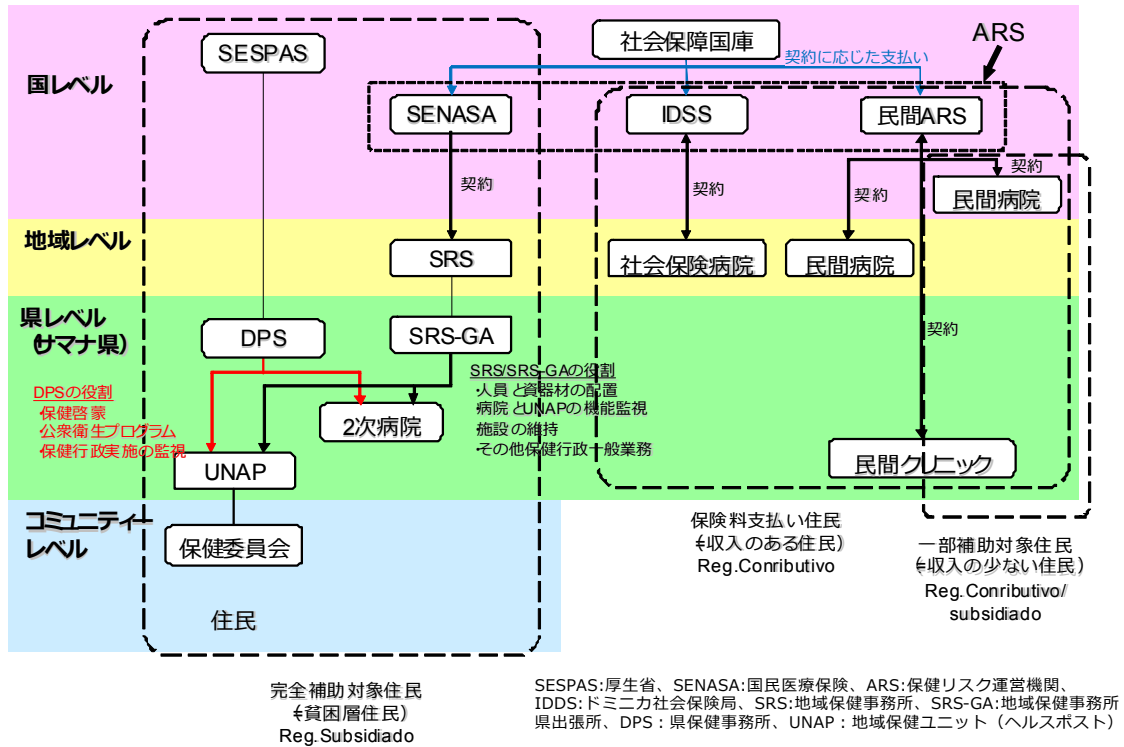 社会保障国庫
ARS
SESPAS
契約に応じた支払い
国レベル
SENASA
IDSS
民間ARS
契約
契約
契約
契約
民間病院
地域レベル
SRS
社会保険病院
民間病院
県レベル
(サマナ県)
DPS
SRS-GA
契約
DPSの役割
・保健啓蒙
・公衆衛生プログラム
・保健行政実施の監視
SRS/SRS-GAの役割
・人員と資器材の配置
・病院とUNAPの機能監視
・施設の維持
・その他保健行政一般業務
2次病院
UNAP
民間クリニック
コミュニティー
レベル
保健委員会
住民
保険料支払い住民
(=収入のある住民)
Reg.Conributivo
一部補助対象住民
(=収入の少ない住民)
Reg.Conributivo/
subsidiado
完全補助対象住民
(=貧困層住民)
Reg.Subsidiado
SESPAS:厚生省、SENASA:国民医療保険、ARS:保健リスク運営機関、
IDDS:ドミニカ社会保険局、SRS:地域保健事務所、SRS-GA:地域保健事務所
県出張所、DPS：県保健事務所、UNAP：地域保健ユニット（ヘルスポスト）